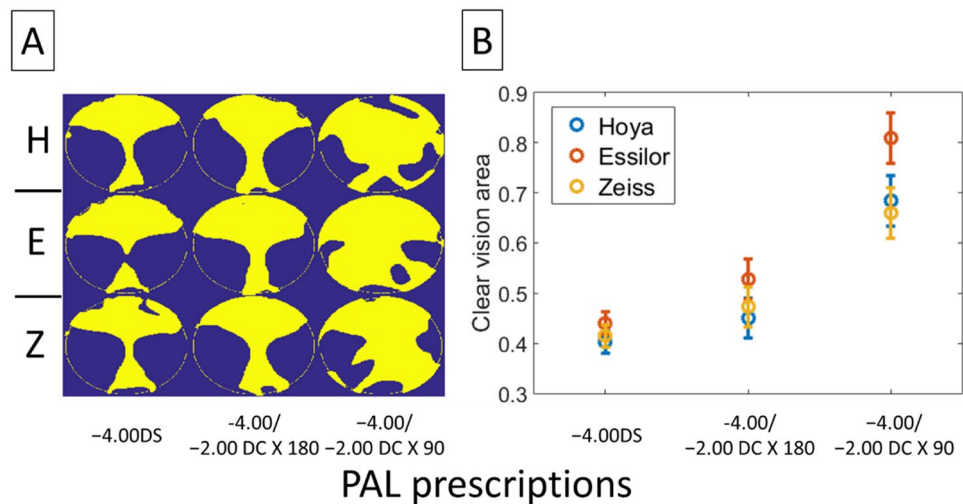 A
B
H
E
Z
−4.00DS
-4.00/
−2.00 DC X 180
-4.00/
−2.00 DC X 90
Clear vision area
0.9
0.8
0.7
0.6
0.5
0.4
0.3
Hoya
Essilor
Zeiss
−4.00DS
-4.00/
−2.00 DC X 180
-4.00/
−2.00 DC X 90
PAL prescriptions